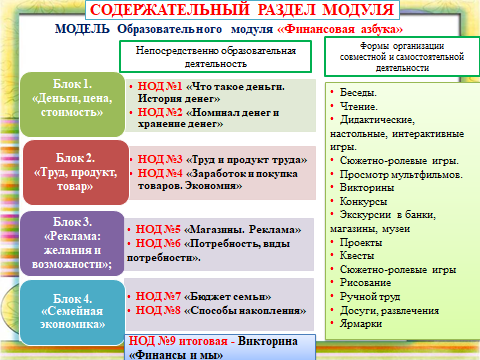 СОДЕРЖАТЕЛЬНЫЙ РАЗДЕЛ МОДУЛЯ
МОДЕЛЬ Образовательного модуля «Финансовая азбука»
Непосредственно образовательная
деятельность
Блок 1.
«Деньги, цена,
стоимость»
• НОД №1 «Что такое деньги.
История денег»
• НОД №2 «Номинал денег и
хранение денег»
Блок 2.
«Труд, продукт,
товар»
• НОД №3 «Труд и продукт труда»
• НОД №4 «Заработок и покупка
товаров. Экономия»
Блок 3.
«Реклама:
желания и
возможности»;
• НОД №5 «Магазины. Реклама»
• НОД №6 «Потребность, виды
потребности».
Блок 4.
«Семейная
экономика»
• НОД №7 «Бюджет семьи»
• НОД №8 «Способы накопления»
НОД №9 итоговая - Викторина
«Финансы и мы»
Формы организации
совместной и самостоятельной
деятельности
• Беседы.
• Чтение.
• Дидактические,
настольные, интерактивные
игры.
• Сюжетно-ролевые игры.
• Просмотр мультфильмов.
• Викторины
• Конкурсы
• Экскурсии в банки,
магазины, музеи
• Проекты
• Квесты
• Сюжетно-ролевые игры
• Рисование
• Ручной труд
• Досуги, развлечения
• Ярмарки